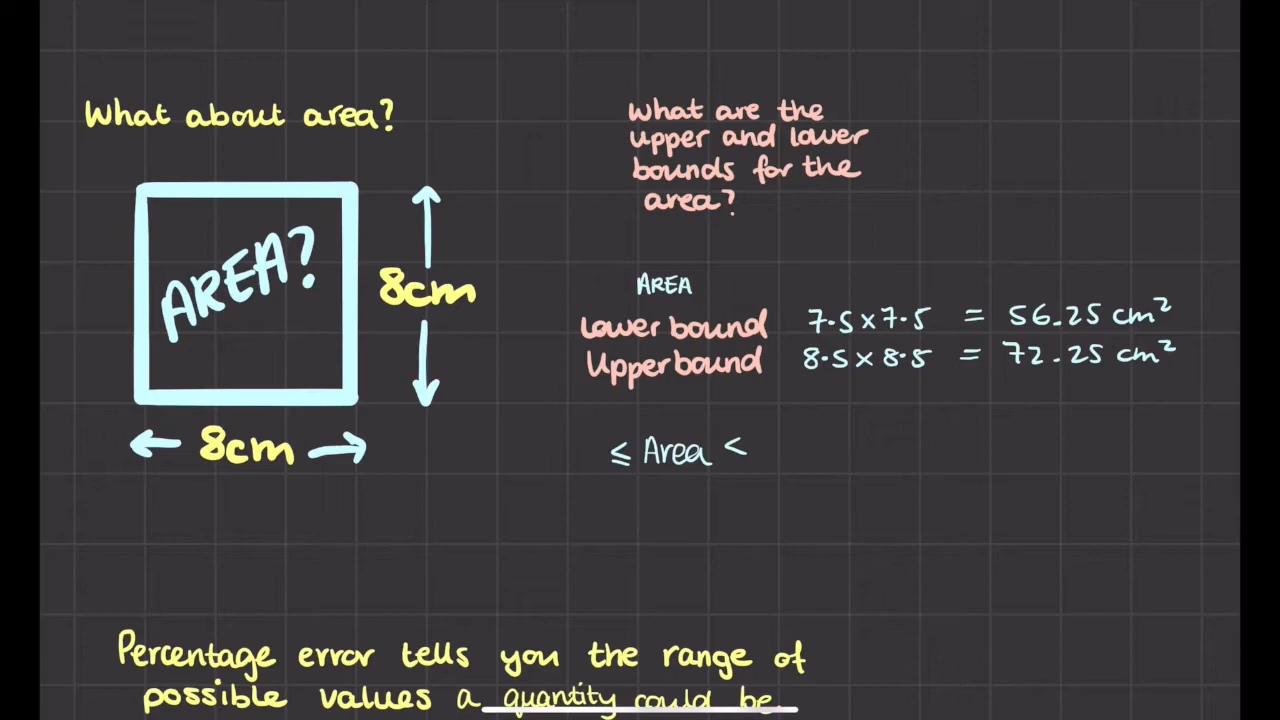 What about area?
AREA?
8cm
8cm
What are the
upper and lower
bounds for the
area?
AREA
Lower bound 7.5 x 7.5 = 56.25 cm²
Upper bound 8.5 x 8.5 = 72.25 cm²
≤ Area <
Percentage error tells you the range of
possible values a quantity could be